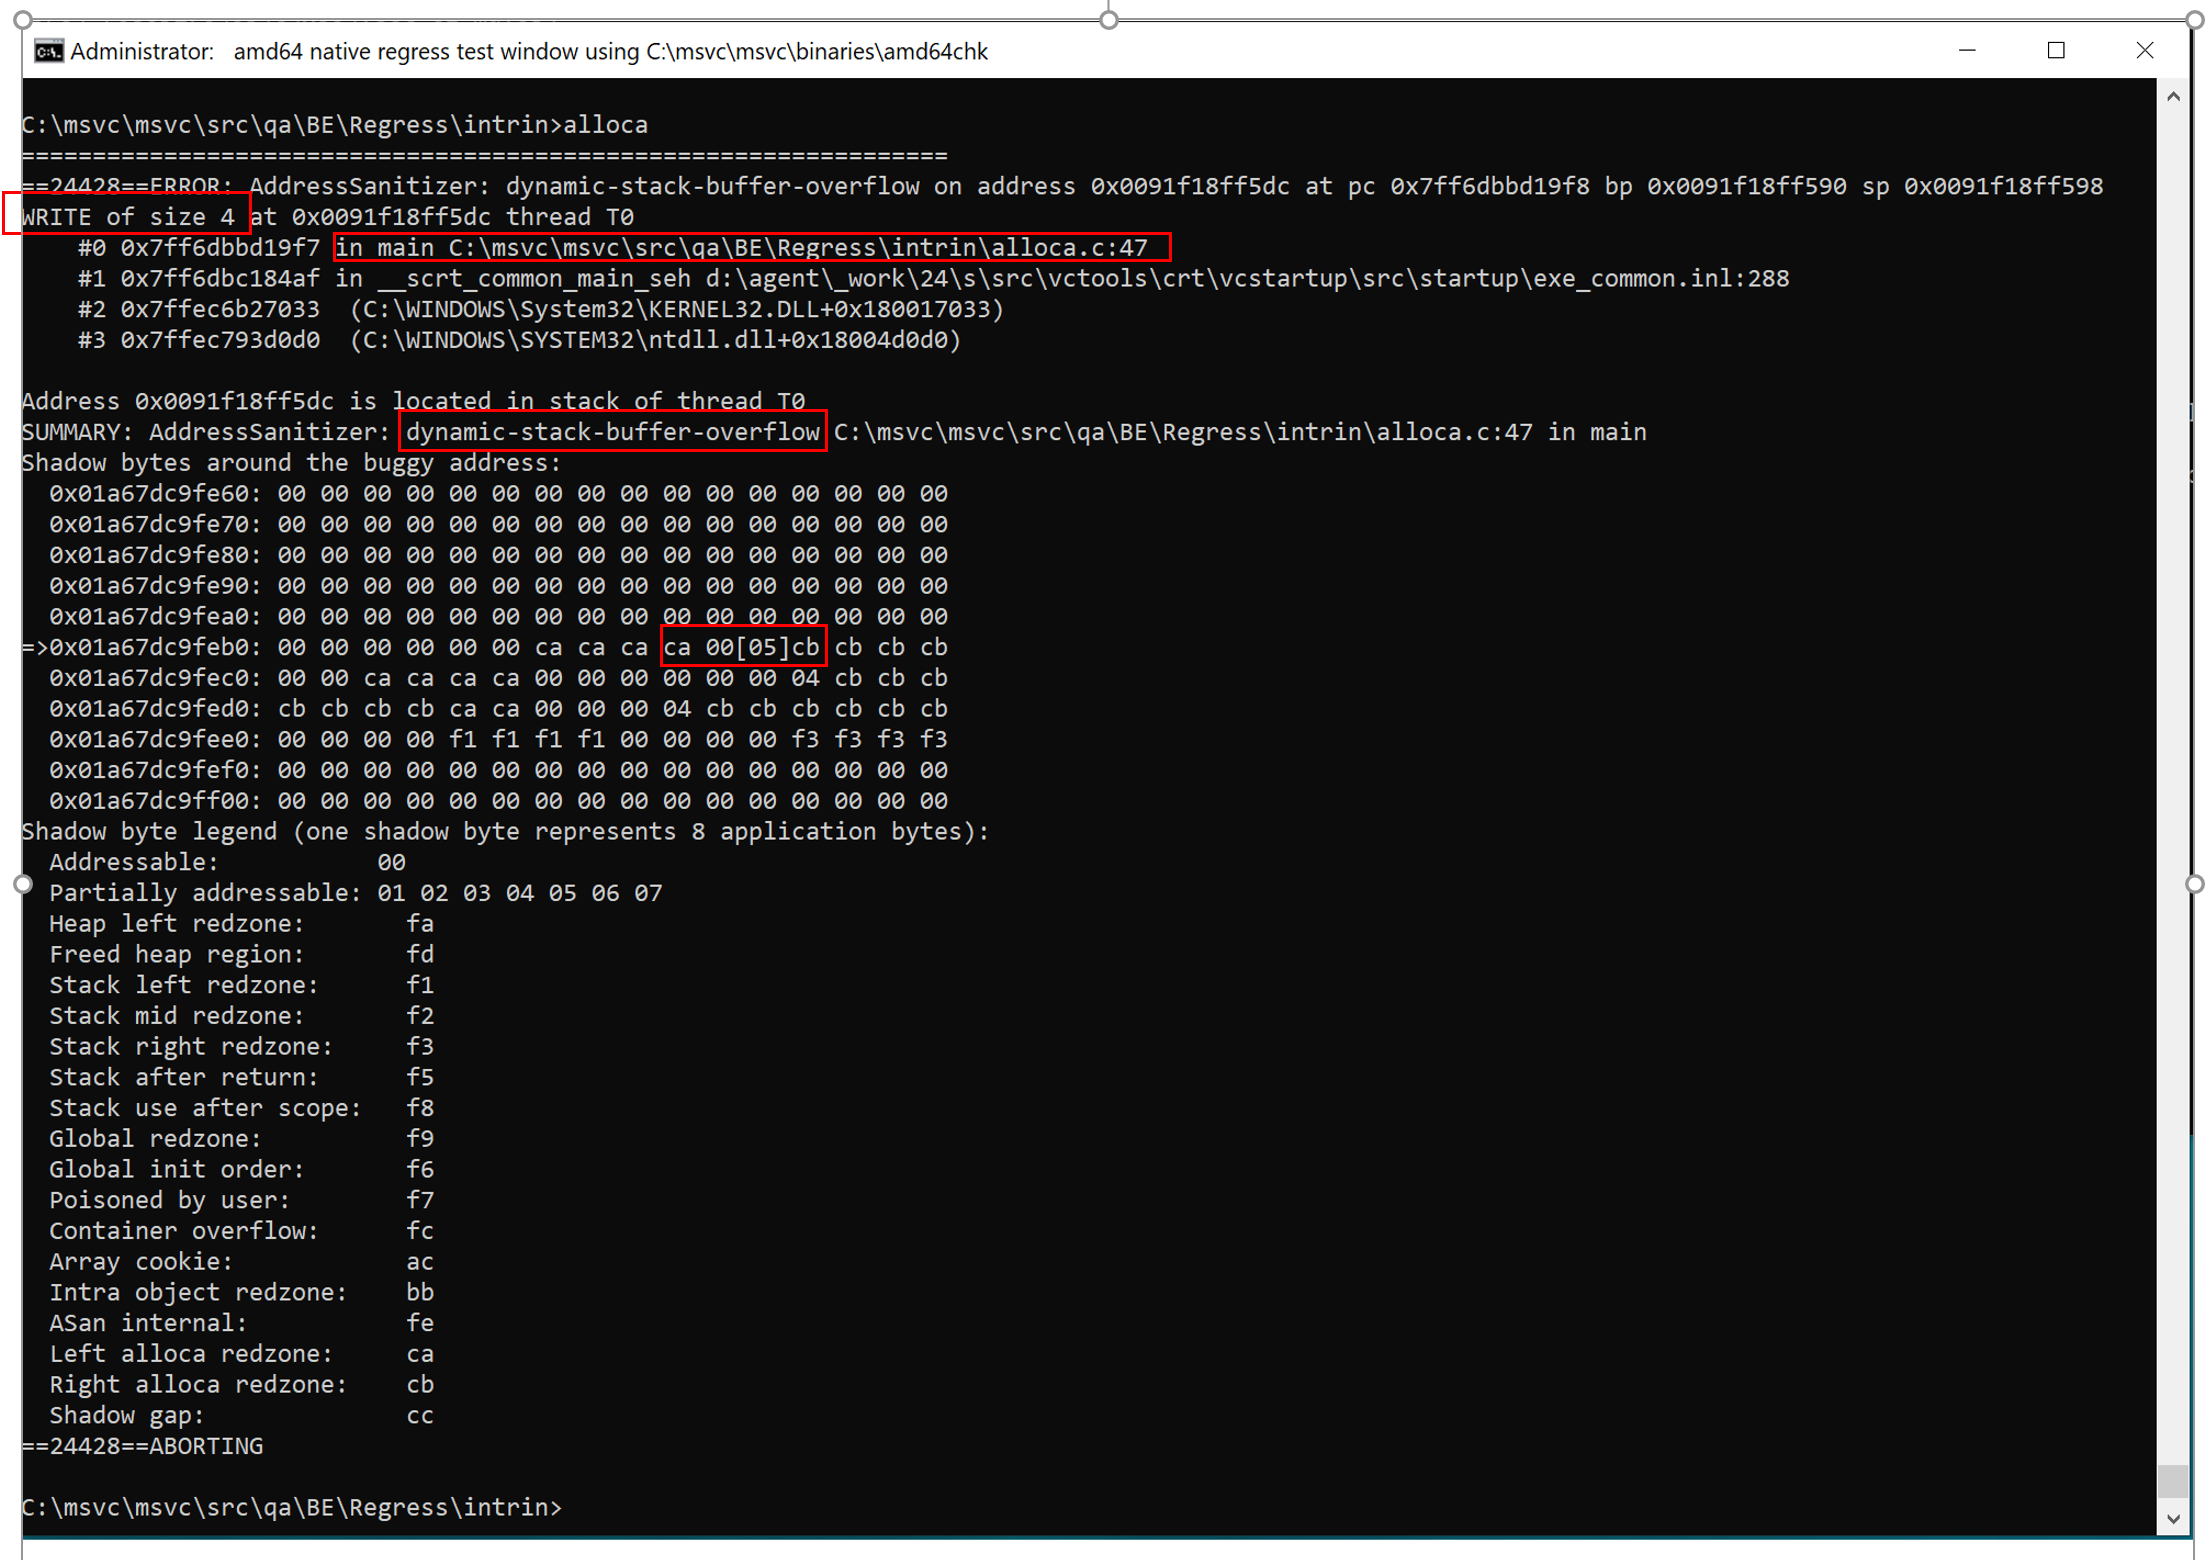 Administrator:   amd64 native regress test window using C:\msvc\msvc\binaries\amd64chk
C:\msvc\msvc\src\qa\BE\Regress\intrin>alloca
=================================================================
==24428==ERROR: AddressSanitizer: dynamic-stack-buffer-overflow on address 0x0091f18ff5dc at pc 0x7ff6dbbd19f8 bp 0x0091f18ff590 sp 0x0091f18ff598
WRITE of size 4 at 0x0091f18ff5dc thread T0
    #0 0x7ff6dbbd19f7 in main C:\msvc\msvc\src\qa\BE\Regress\intrin\alloca.c:47
    #1 0x7ff6dbc184af in __scrt_common_main_seh d:\agent\_work\24\s\src\vctools\crt\vcstartup\src\startup\exe_common.inl:288
    #2 0x7ffec6b27033  (C:\WINDOWS\System32\KERNEL32.DLL+0x180017033)
    #3 0x7ffec793d0d0  (C:\WINDOWS\SYSTEM32\ntdll.dll+0x18004d0d0)
Address 0x0091f18ff5dc is located in stack of thread T0
SUMMARY: AddressSanitizer: dynamic-stack-buffer-overflow C:\msvc\msvc\src\qa\BE\Regress\intrin\alloca.c:47 in main
Shadow bytes around the buggy address:
  0x01a67dc9fe60: 00 00 00 00 00 00 00 00 00 00 00 00 00 00 00 00
  0x01a67dc9fe70: 00 00 00 00 00 00 00 00 00 00 00 00 00 00 00 00
  0x01a67dc9fe80: 00 00 00 00 00 00 00 00 00 00 00 00 00 00 00 00
  0x01a67dc9fe90: 00 00 00 00 00 00 00 00 00 00 00 00 00 00 00 00
  0x01a67dc9fea0: 00 00 00 00 00 00 00 00 00 00 00 00 00 00 00 00
=>0x01a67dc9feb0: 00 00 00 00 00 00 ca ca ca ca 00[05]cb cb cb cb
  0x01a67dc9fec0: 00 00 ca ca ca ca 00 00 00 00 00 00 04 cb cb cb
  0x01a67dc9fed0: cb cb cb cb ca ca 00 00 00 04 cb cb cb cb cb cb
  0x01a67dc9fee0: 00 00 00 00 f1 f1 f1 f1 00 00 00 00 f3 f3 f3 f3
  0x01a67dc9fef0: 00 00 00 00 00 00 00 00 00 00 00 00 00 00 00 00
  0x01a67dc9ff00: 00 00 00 00 00 00 00 00 00 00 00 00 00 00 00 00
Shadow byte legend (one shadow byte represents 8 application bytes):
  Addressable:           00
  Partially addressable: 01 02 03 04 05 06 07
  Heap left redzone:       fa
  Freed heap region:       fd
  Stack left redzone:      f1
  Stack mid redzone:       f2
  Stack right redzone:     f3
  Stack after return:      f5
  Stack use after scope:   f8
  Global redzone:          f9
  Global init order:       f6
  Poisoned by user:        f7
  Container overflow:      fc
  Array cookie:            ac
  Intra object redzone:    bb
  ASan internal:           fe
  Left alloca redzone:     ca
  Right alloca redzone:    cb
  Shadow gap:              cc
==24428==ABORTING
C:\msvc\msvc\src\qa\BE\Regress\intrin>